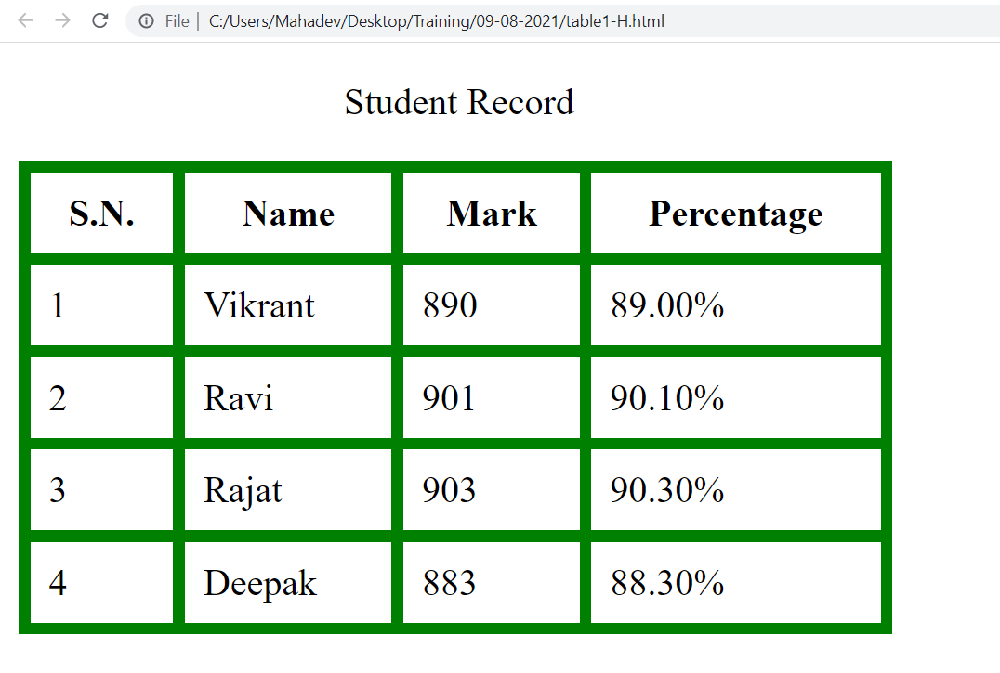 File | C:/Users/Mahadev/Desktop/Training/09-08-2021/table1-H.html
Student Record
S.N. Name Mark Percentage
1 Vikrant 890 89.00%
2 Ravi 901 90.10%
3 Rajat 903 90.30%
4 Deepak 883 88.30%